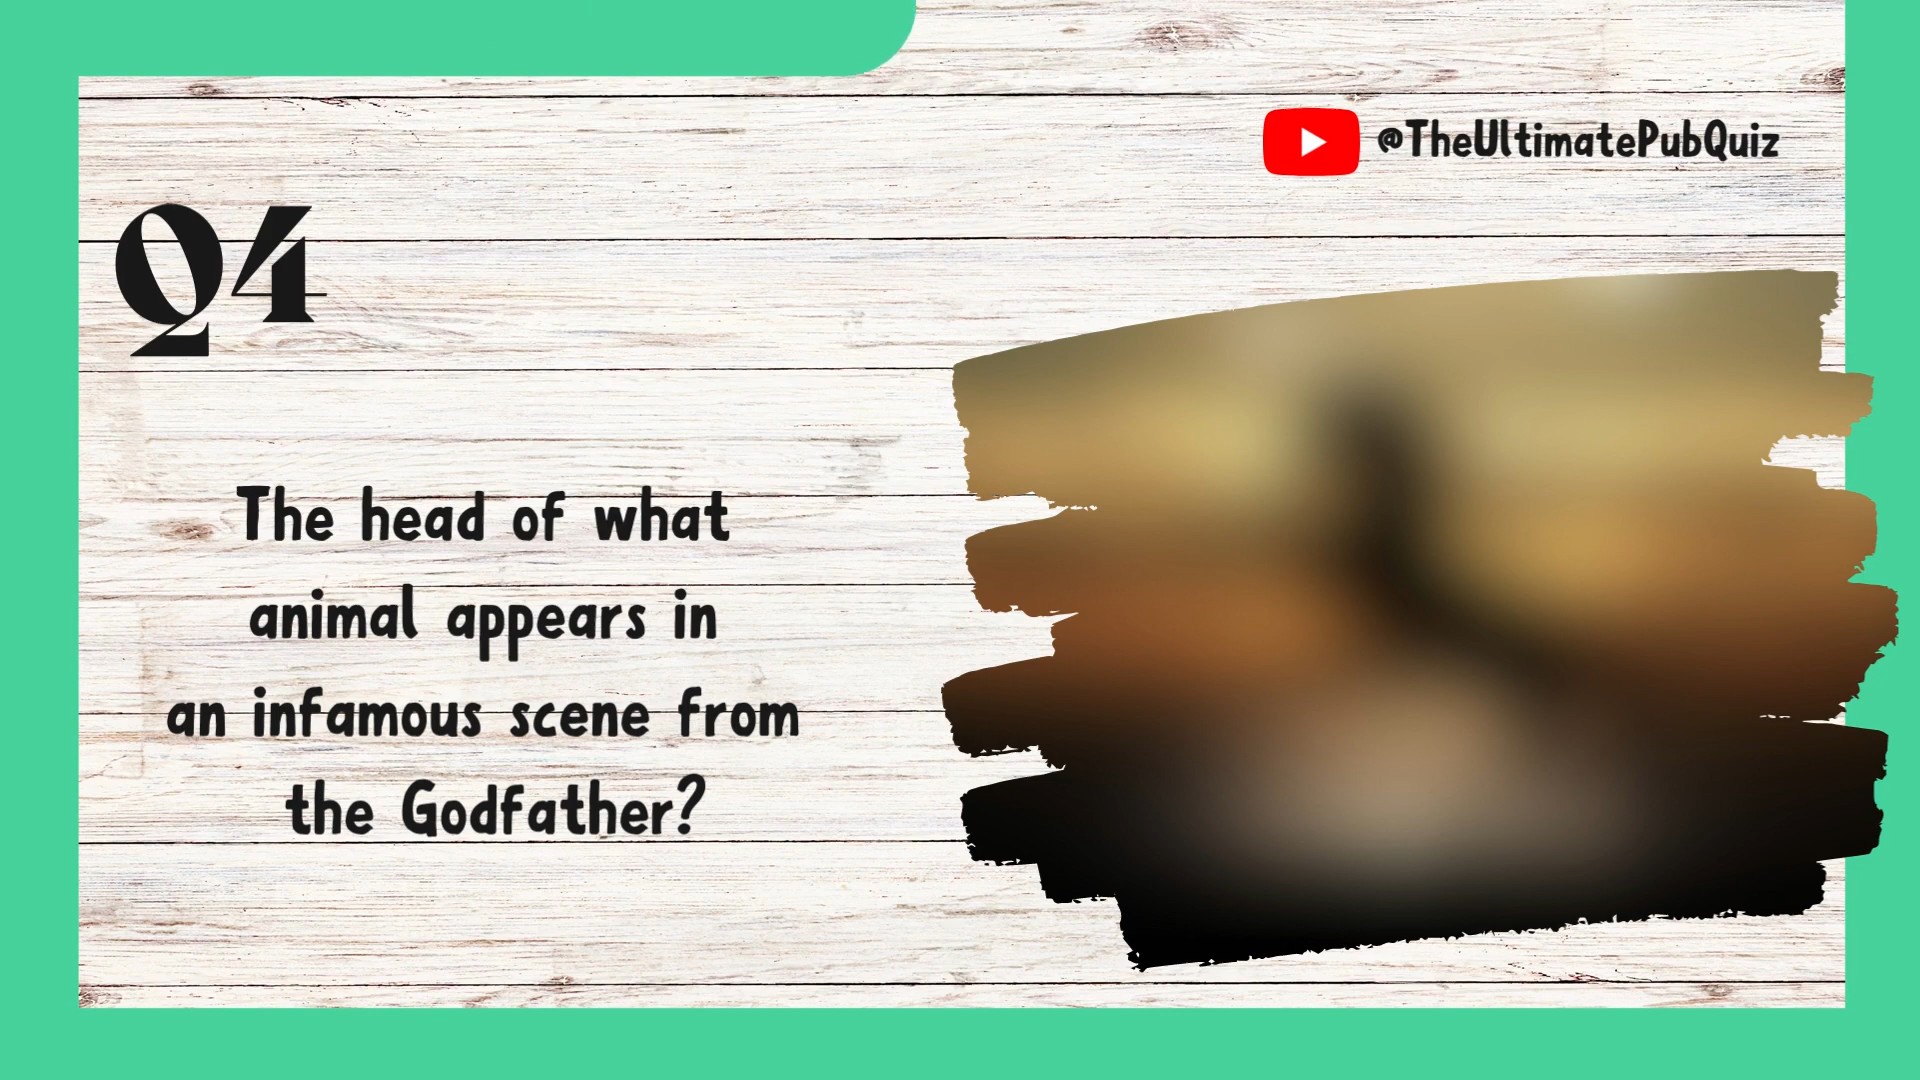 @TheUltimatePubQuiz
Q4
The head of what
animal appears in
an infamous scene from
the Godfather?